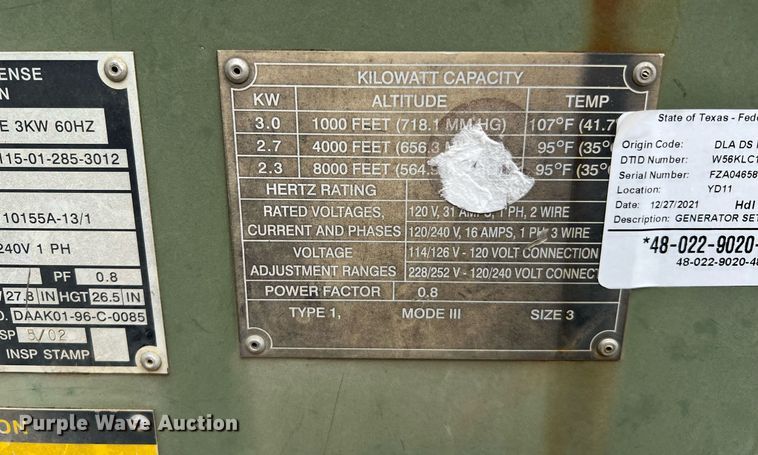 ENSE
N
E 3KW 60HZ
115-01-285-3012
10155A-13/1
240V 1 PH
PF 0.8
27.8 IN HGT 26.5 IN
DAAK01-96-C-0085
SP 5/02
INSP STAMP
KILOWATT CAPACITY
KW ALTITUDE TEMP
3.0 1000 FEET (718.1 MM HG) 107°F (41.7
2.7 4000 FEET (656.3 95°F (35°
2.3 8000 FEET (564. 95°F (35°
HERTZ RATING
RATED VOLTAGES, 120 V, 31 AMPS, 1 PH, 2 WIRE
CURRENT AND PHASES 120/240 V, 16 AMPS, 1 PH 3 WIRE
VOLTAGE 114/126 V - 120 VOLT CONNECTION
ADJUSTMENT RANGES 228/252 V - 120/240 VOLT CONNECT
POWER FACTOR 0.8
TYPE 1, MODE III SIZE 3
State of Texas - Fede
Origin Code: DLA DS
DTID Number: W56KLC1
Serial Number: FZA04658
Location: YD11
Date: 12/27/2021 Hdl
Description: GENERATOR SET
*48-022-9020-
48-022-9020-48
ION
Purple Wave Auction